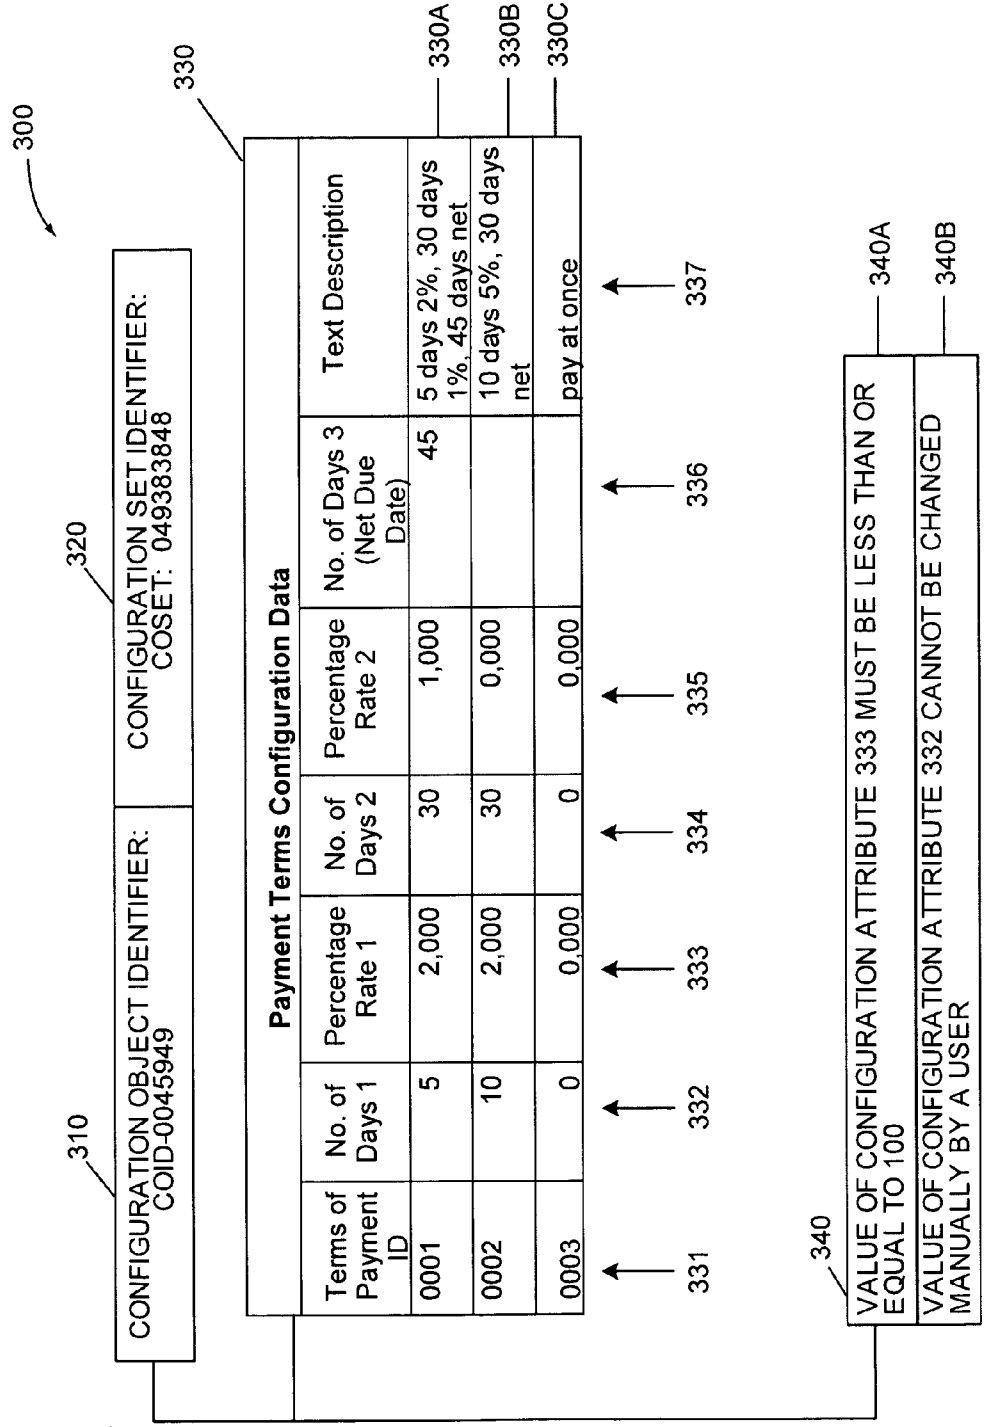 300
310
320
CONFIGURATION OBJECT IDENTIFIER:
COID-0045949
CONFIGURATION SET IDENTIFIER:
COSET: 049383848
330
Payment Terms Configuration Data
Terms of
Payment
ID
No. of
Days 1
Percentage
Rate 1
No. of
Days 2
Percentage
Rate 2
No. of Days 3
(Net Due
Date)
Text Description
0001
5
2,000
30
1,000
45
5 days 2%, 30 days
1%, 45 days net
330A
0002
10
2,000
30
0,000
10 days 5%, 30 days
net
330B
0003
0
0,000
0
0,000
pay at once
330C
331
332
333
334
335
336
337
340
VALUE OF CONFIGURATION ATTRIBUTE 333 MUST BE LESS THAN OR
EQUAL TO 100
340A
VALUE OF CONFIGURATION ATTRIBUTE 332 CANNOT BE CHANGED
MANUALLY BY A USER
340B